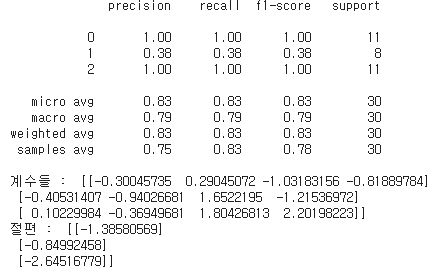 precision recall f1-score support
0 1.00 1.00 1.00 11
1 0.38 0.38 0.38 8
2 1.00 1.00 1.00 11
micro avg 0.83 0.83 0.83 30
macro avg 0.79 0.79 0.79 30
weighted avg 0.83 0.83 0.83 30
samples avg 0.75 0.83 0.78 30
계수들 : [[-0.30045735 0.29045072 -1.03183156 -0.81889784]
[-0.40531407 -0.94026681 1.6522195 -1.21536972]
[ 0.10229984 -0.36949681 1.80426813 2.20198223]]
절편 : [[-1.38580569]
[-0.84992458]
[-2.64516779]]